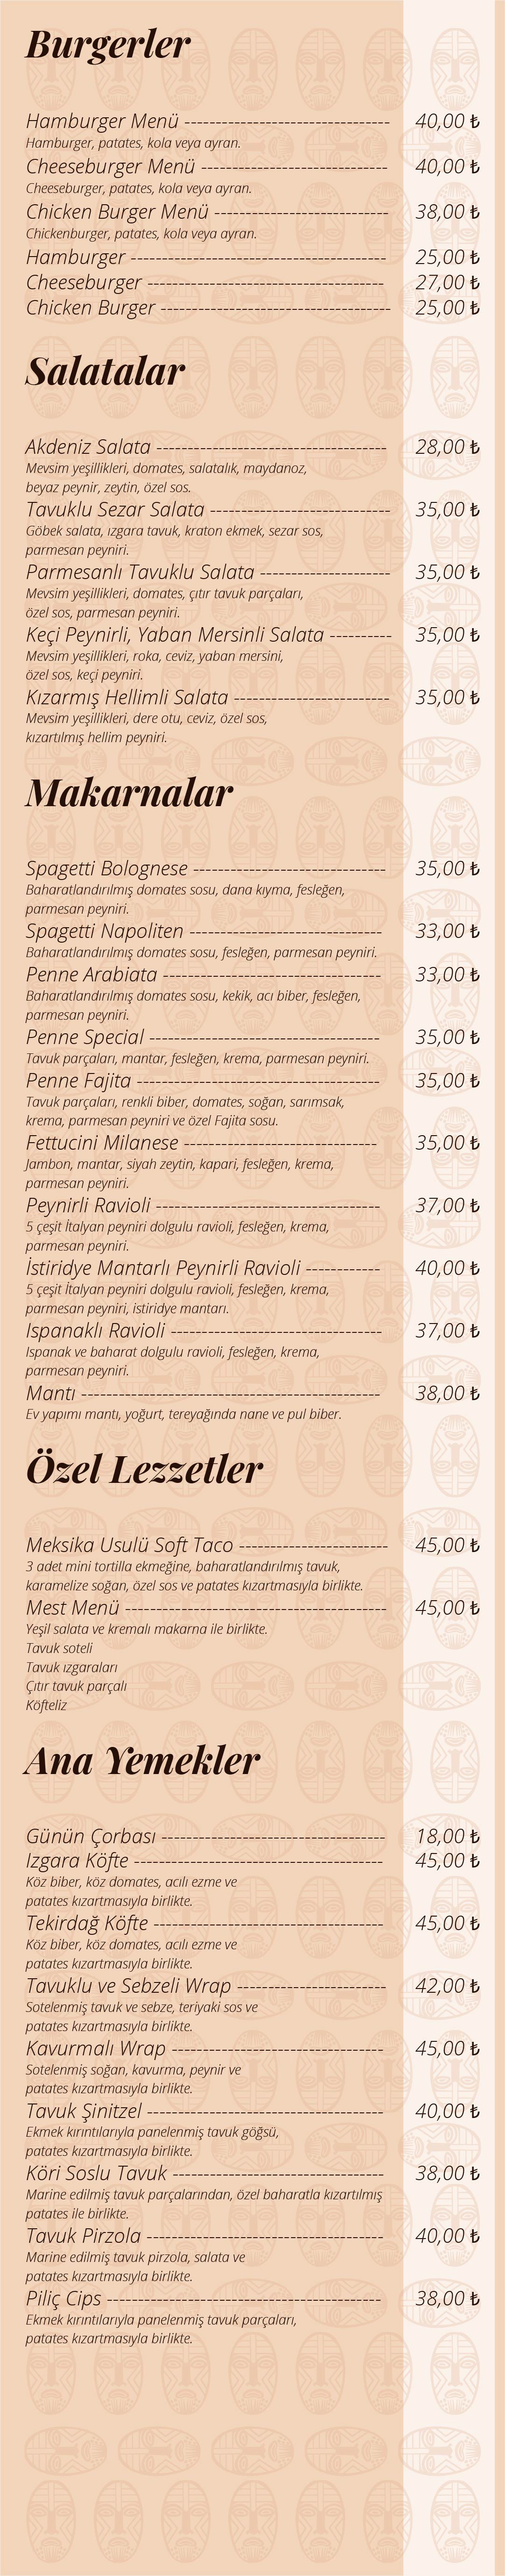 Burgerler
Hamburger Menü --------------------------------- 40,00 ₺
Hamburger, patates, kola veya ayran.
Cheeseburger Menü ------------------------------ 40,00 ₺
Cheeseburger, patates, kola veya ayran.
Chicken Burger Menü ---------------------------- 38,00 ₺
Chickenburger, patates, kola veya ayran.
Hamburger ----------------------------------------- 25,00 ₺
Cheeseburger -------------------------------------- 27,00 ₺
Chicken Burger ------------------------------------- 25,00 ₺
Salatalar
Akdeniz Salata ------------------------------------- 28,00 ₺
Mevsim yeşillikleri, domates, salatalık, maydanoz,
beyaz peynir, zeytin, özel sos.
Tavuklu Sezar Salata ----------------------------- 35,00 ₺
Göbek salata, ızgara tavuk, kraton ekmek, sezar sos,
parmesan peyniri.
Parmesanlı Tavuklu Salata --------------------- 35,00 ₺
Mevsim yeşillikleri, domates, çıtır tavuk parçaları,
özel sos, parmesan peyniri.
Keçi Peynirli, Yaban Mersinli Salata ---------- 35,00 ₺
Mevsim yeşillikleri, roka, ceviz, yaban mersini,
özel sos, keçi peyniri.
Kızarmış Hellimli Salata ------------------------- 35,00 ₺
Mevsim yeşillikleri, dere otu, ceviz, özel sos,
kızartılmış hellim peyniri.
Makarnalar
Spagetti Bolognese ------------------------------- 35,00 ₺
Baharatlandırılmış domates sosu, dana kıyma, fesleğen,
parmesan peyniri.
Spagetti Napoliten ------------------------------- 33,00 ₺
Baharatlandırılmış domates sosu, fesleğen, parmesan peyniri.
Penne Arabiata ----------------------------------- 33,00 ₺
Baharatlandırılmış domates sosu, kekik, acı biber, fesleğen,
parmesan peyniri.
Penne Special ------------------------------------- 35,00 ₺
Tavuk parçaları, mantar, fesleğen, krema, parmesan peyniri.
Penne Fajita --------------------------------------- 35,00 ₺
Tavuk parçaları, renkli biber, domates, soğan, sarımsak,
krema, parmesan peyniri ve özel Fajita sosu.
Fettucini Milanese ------------------------------- 35,00 ₺
Jambon, mantar, siyah zeytin, kapari, fesleğen, krema,
parmesan peyniri.
Peynirli Ravioli ------------------------------------ 37,00 ₺
5 çeşit İtalyan peyniri dolgulu ravioli, fesleğen, krema,
parmesan peyniri.
İstiridye Mantarlı Peynirli Ravioli ------------ 40,00 ₺
5 çeşit İtalyan peyniri dolgulu ravioli, fesleğen, krema,
parmesan peyniri, istiridye mantarı.
Ispanaklı Ravioli ---------------------------------- 37,00 ₺
Ispanak ve baharat dolgulu ravioli, fesleğen, krema,
parmesan peyniri.
Mantı ------------------------------------------------ 38,00 ₺
Ev yapımı mantı, yoğurt, tereyağında nane ve pul biber.
Özel Lezzetler
Meksika Usulü Soft Taco ------------------------ 45,00 ₺
3 adet mini tortilla ekmeğine, baharatlandırılmış tavuk,
karamelize soğan, özel sos ve patates kızartmasıyla birlikte.
Mest Menü ------------------------------------------ 45,00 ₺
Yeşil salata ve kremalı makarna ile birlikte.
Tavuk soteli
Tavuk ızgaraları
Çıtır tavuk parçalı
Köfteliz
Ana Yemekler
Günün Çorbası ------------------------------------ 18,00 ₺
Izgara Köfte ---------------------------------------- 45,00 ₺
Köz biber, köz domates, acılı ezme ve
patates kızartmasıyla birlikte.
Tekirdağ Köfte ------------------------------------- 45,00 ₺
Köz biber, köz domates, acılı ezme ve
patates kızartmasıyla birlikte.
Tavuklu ve Sebzeli Wrap ------------------------ 42,00 ₺
Sotelenmiş tavuk ve sebze, teriyaki sos ve
patates kızartmasıyla birlikte.
Kavurmalı Wrap ---------------------------------- 45,00 ₺
Sotelenmiş soğan, kavurma, peynir ve
patates kızartmasıyla birlikte.
Tavuk Şinitzel -------------------------------------- 40,00 ₺
Ekmek kırıntılarıyla panelenmiş tavuk göğsü,
patates kızartmasıyla birlikte.
Köri Soslu Tavuk ---------------------------------- 38,00 ₺
Marine edilmiş tavuk parçalarından, özel baharatla kızartılmış
patates ile birlikte.
Tavuk Pirzola -------------------------------------- 40,00 ₺
Marine edilmiş tavuk pirzola, salata ve
patates kızartmasıyla birlikte.
Piliç Cips -------------------------------------------- 38,00 ₺
Ekmek kırıntılarıyla panelenmiş tavuk parçaları,
patates kızartmasıyla birlikte.